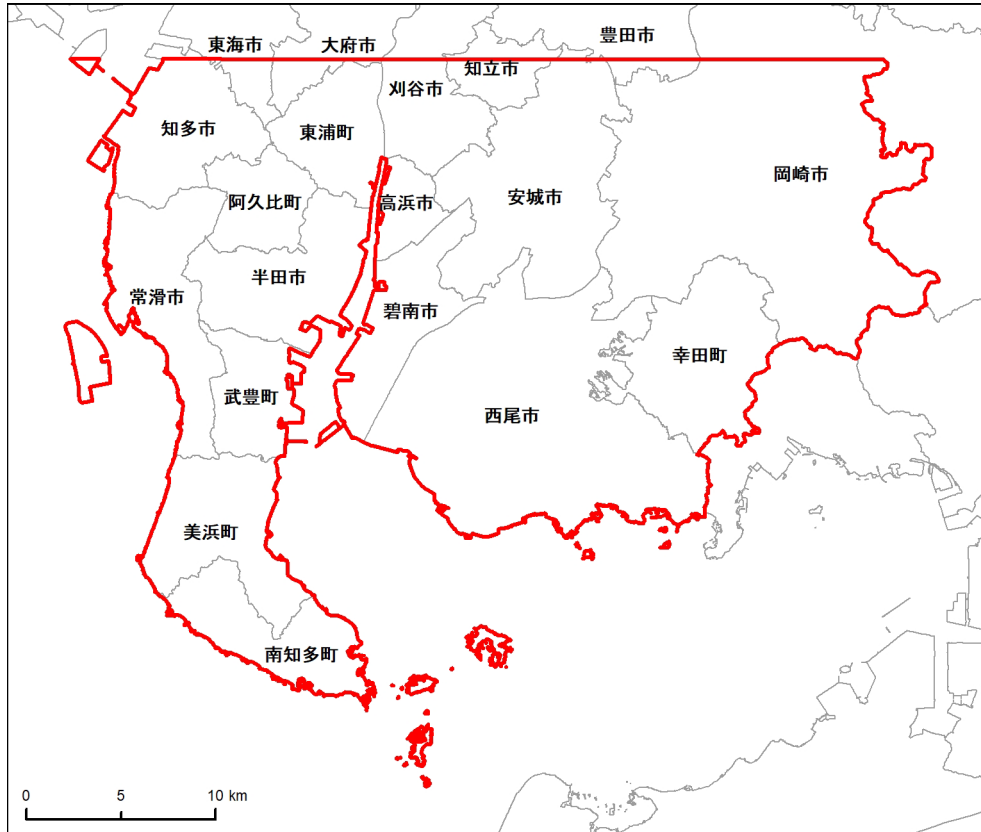 東海市
大府市
豊田市
知立市
刈谷市
知多市
東浦町
岡崎市
阿久比町
高浜市
安城市
半田市
常滑市
碧南市
幸田町
武豊町
西尾市
美浜町
南知多町
0 5 10 km